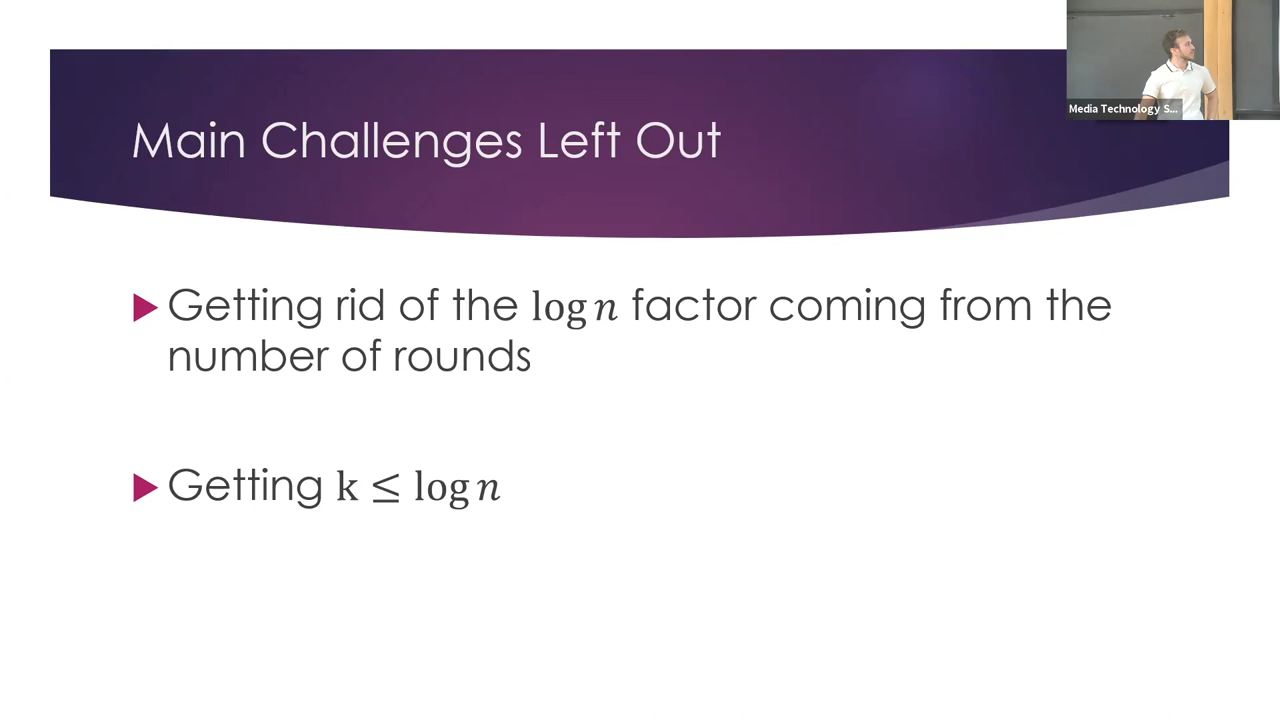 Media Technology S...
Main Challenges Left Out
Getting rid of the log n factor coming from the
number of rounds
Getting k ≤ log n